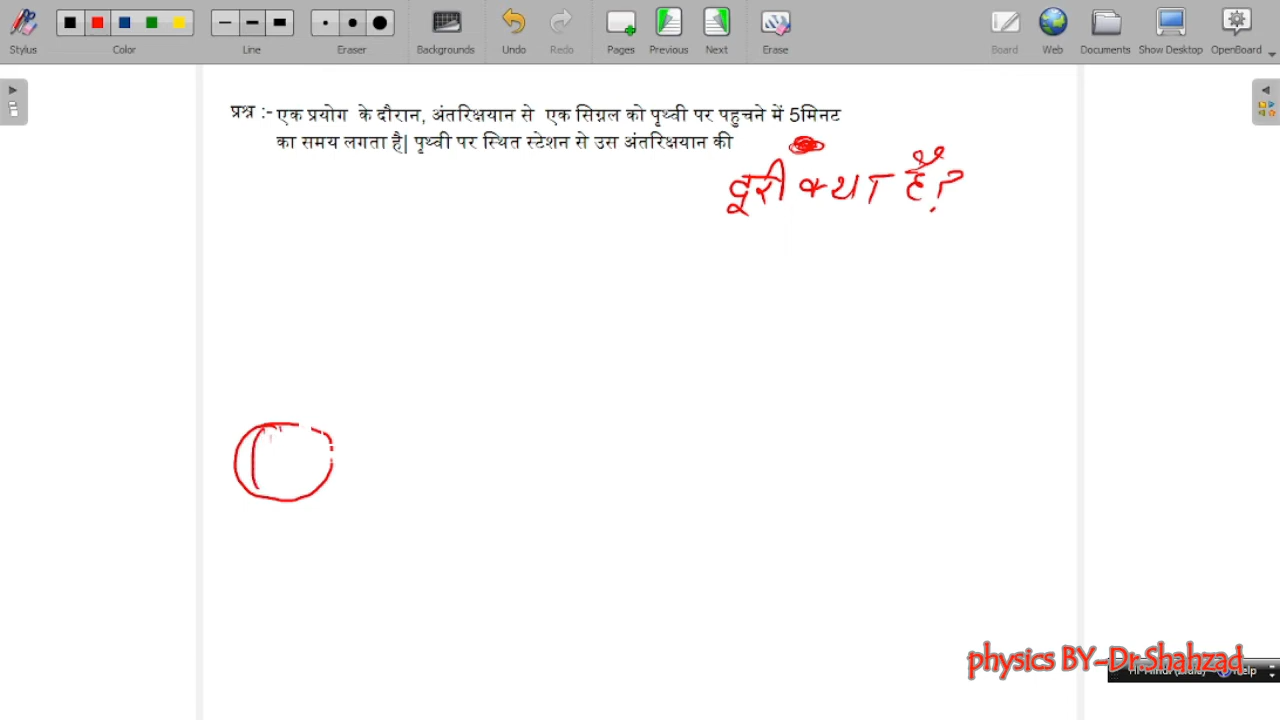 Stylus
Color
Line
Eraser
Backgrounds
Undo
Redo
Pages
Previous
Next
Erase
Board
Web
Documents
Show Desktop
OpenBoard
प्रश्न :- एक प्रयोग के दौरान, अंतरिक्षयान से एक सिग्नल को पृथ्वी पर पहुचने में 5मिनट
का समय लगता है| पृथ्वी पर स्थित स्टेशन से उस अंतरिक्षयान की
दूरी क्या है?
physics BY-Dr.Shahzad
Help